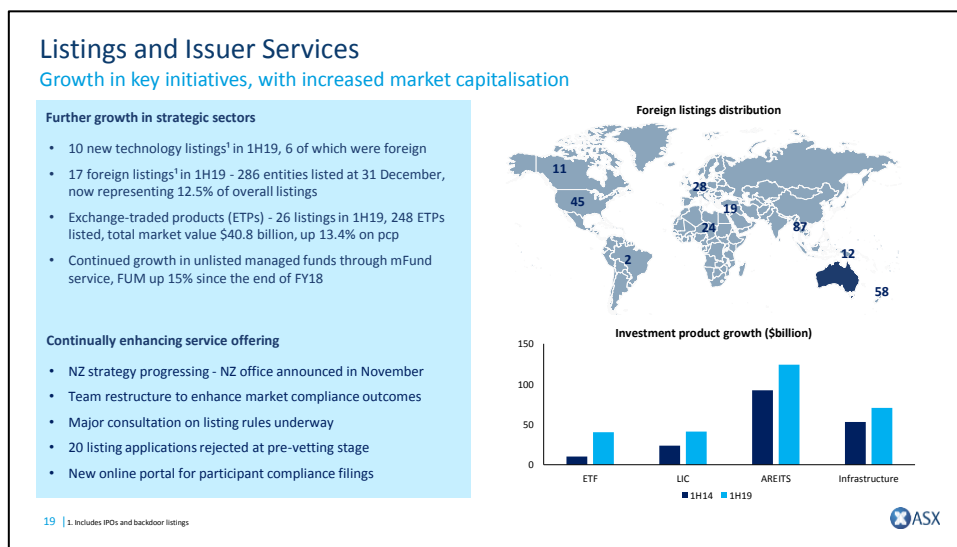 Listings and Issuer Services
Growth in key initiatives, with increased market capitalisation
Further growth in strategic sectors
• 10 new technology listings¹ in 1H19, 6 of which were foreign
• 17 foreign listings¹ in 1H19 - 286 entities listed at 31 December,
now representing 12.5% of overall listings
• Exchange-traded products (ETPs) - 26 listings in 1H19, 248 ETPs
listed, total market value $40.8 billion, up 13.4% on pcp
• Continued growth in unlisted managed funds through mFund
service, FUM up 15% since the end of FY18
Continually enhancing service offering
• NZ strategy progressing - NZ office announced in November
• Team restructure to enhance market compliance outcomes
• Major consultation on listing rules underway
• 20 listing applications rejected at pre-vetting stage
• New online portal for participant compliance filings
Foreign listings distribution
11
28
45
19
24
87
12
2
58
Investment product growth ($billion)
150
100
50
0
ETF LIC AREITS Infrastructure
1H14 1H19
19 | 1. Includes IPOs and backdoor listings
ASX